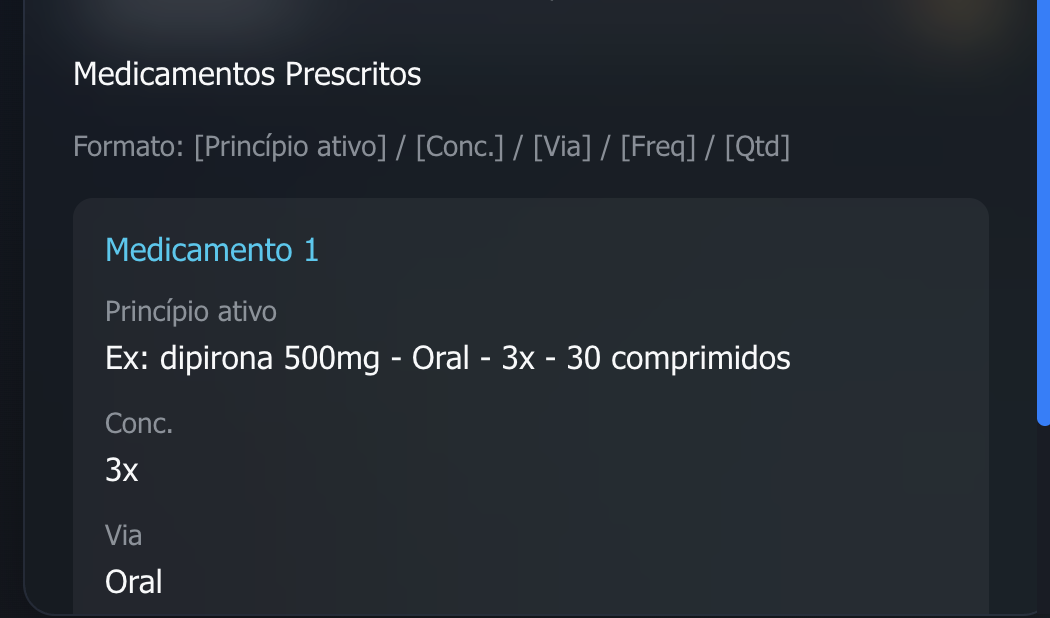 Medicamentos Prescritos
Formato: [Princípio ativo] / [Conc.] / [Via] / [Freq] / [Qtd]
Medicamento 1
Princípio ativo
Ex: dipirona 500mg - Oral - 3x - 30 comprimidos
Conc.
3x
Via
Oral